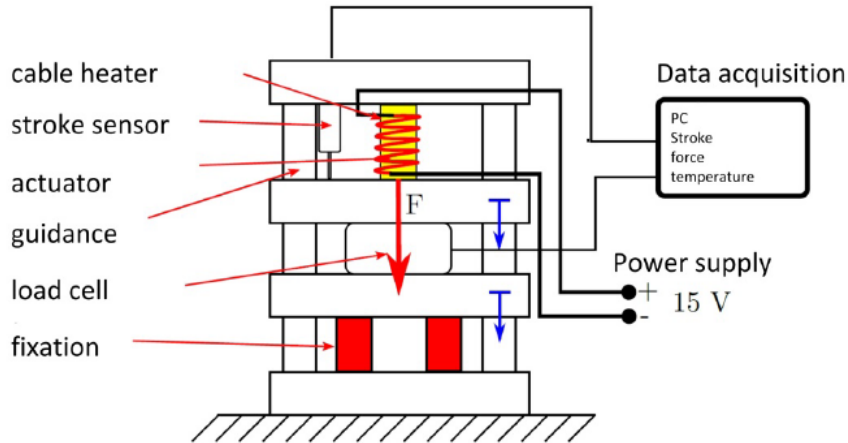 cable heater
stroke sensor
actuator
guidance
load cell
fixation
F
Data acquisition
PC
Stroke
force
temperature
Power supply
+
15 V
-